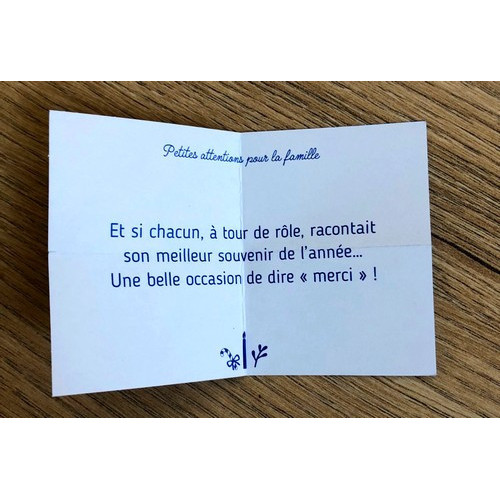 Petites attentions pour la famille
Et si chacun, à tour de rôle, racontait
son meilleur souvenir de l'année...
Une belle occasion de dire « merci » !